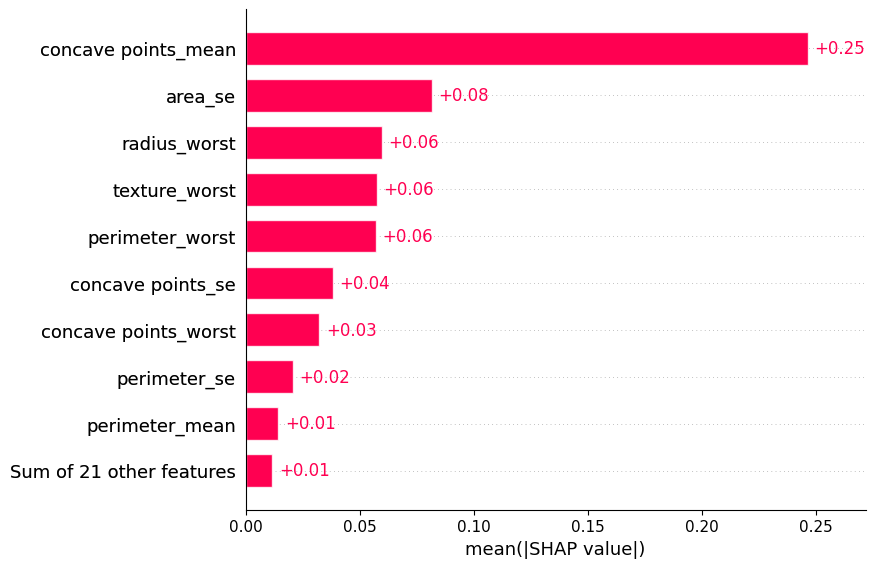 concave points_mean
+0.25
area_se
+0.08
radius_worst
+0.06
texture_worst
+0.06
perimeter_worst
+0.06
concave points_se
+0.04
concave points_worst
+0.03
perimeter_se
+0.02
perimeter_mean
+0.01
Sum of 21 other features
+0.01
0.00 0.05 0.10 0.15 0.20 0.25
mean(|SHAP value|)